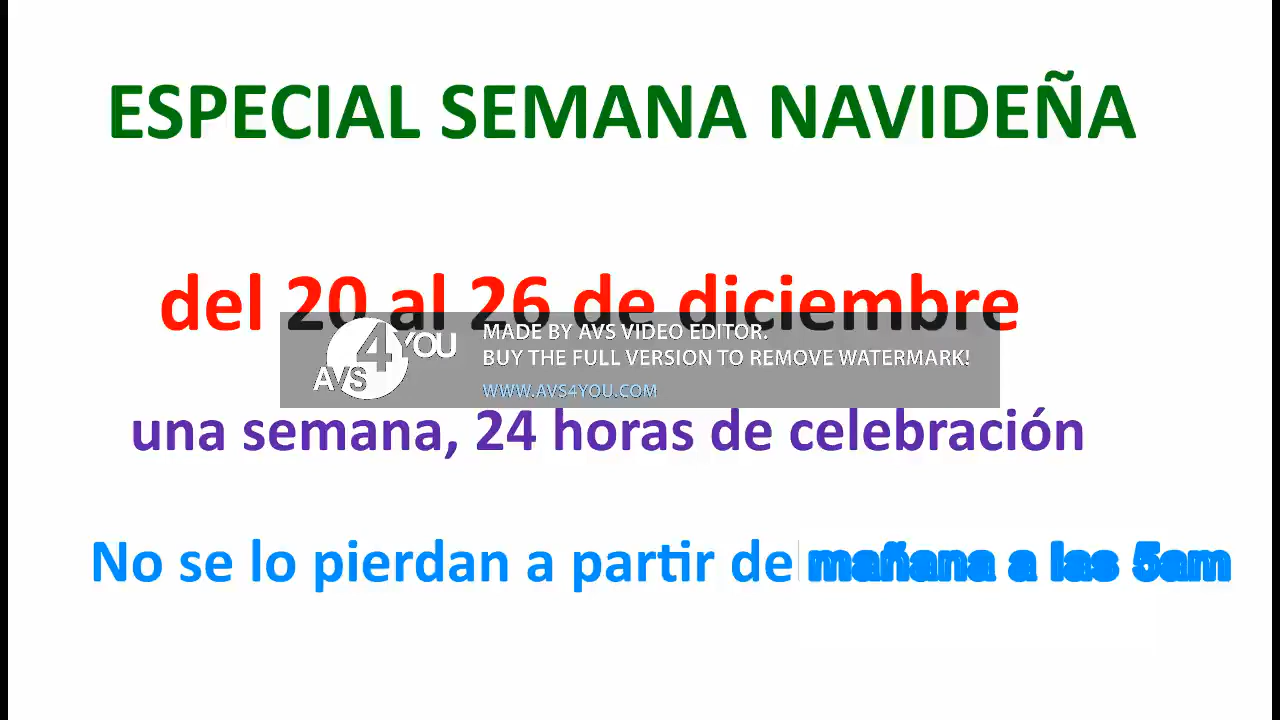 ESPECIAL SEMANA NAVIDEÑA
del 20 al 26 de diciembre
AVS4YOU
MADE BY AVS VIDEO EDITOR.
BUY THE FULL VERSION TO REMOVE WATERMARK!
WWW.AVS4YOU.COM
una semana, 24 horas de celebración
No se lo pierdan a partir de mañana a las 5am